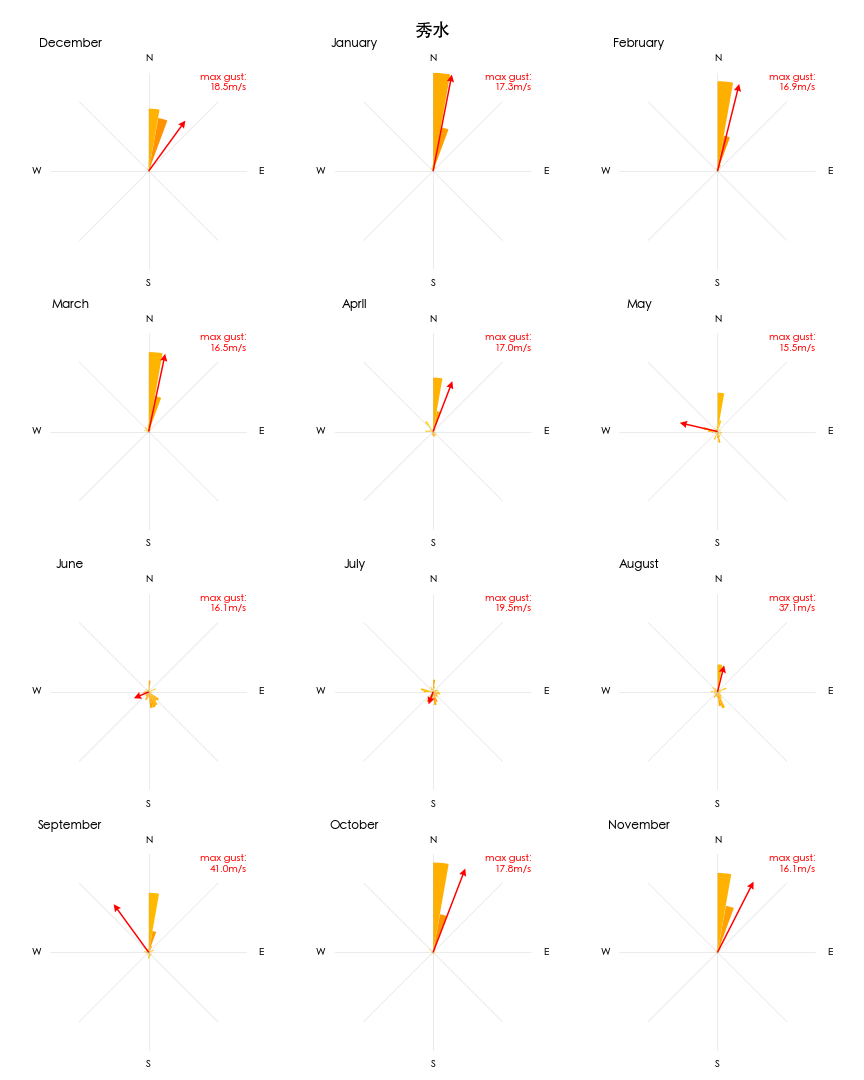 秀水
December
N
max gust:
18.5m/s
W
E
S
January
N
max gust:
17.3m/s
W
E
S
February
N
max gust:
16.9m/s
W
E
S
March
N
max gust:
16.5m/s
W
E
S
April
N
max gust:
17.0m/s
W
E
S
May
N
max gust:
15.5m/s
W
E
S
June
N
max gust:
16.1m/s
W
E
S
July
N
max gust:
19.5m/s
W
E
S
August
N
max gust:
37.1m/s
W
E
S
September
N
max gust:
41.0m/s
W
E
S
October
N
max gust:
17.8m/s
W
E
S
November
N
max gust:
16.1m/s
W
E
S